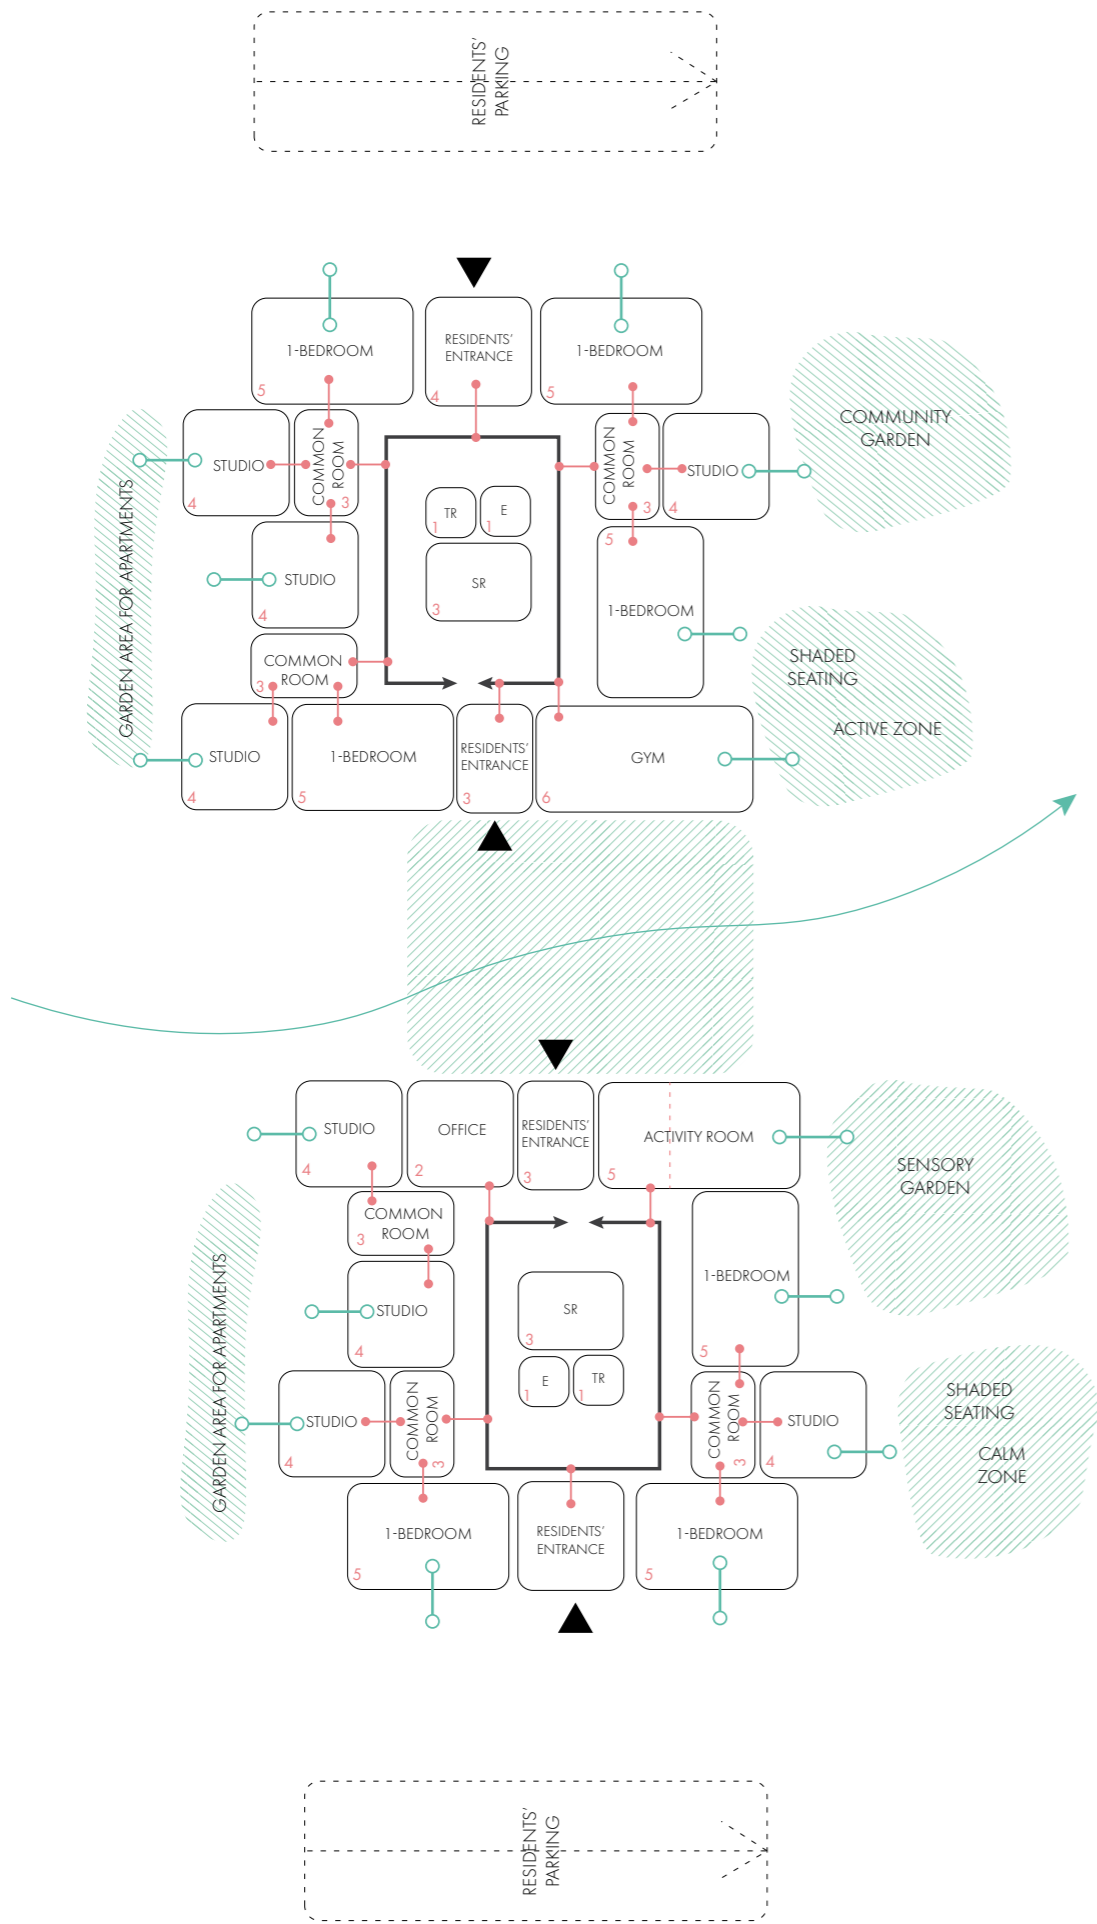 RESIDENTS'
PARKING
1-BEDROOM
5
RESIDENTS'
ENTRANCE
4
1-BEDROOM
5
STUDIO
4
COMMON
ROOM
3
COMMON
ROOM
3
STUDIO
4
COMMUNITY
GARDEN
GARDEN AREA FOR APARTMENTS
TR
1
E
1
SR
3
STUDIO
4
5
1-BEDROOM
COMMON
ROOM
3
SHADED
SEATING
ACTIVE ZONE
STUDIO
4
1-BEDROOM
5
RESIDENTS'
ENTRANCE
3
GYM
6
STUDIO
4
OFFICE
2
RESIDENTS'
ENTRANCE
3
ACTIVITY ROOM
5
SENSORY
GARDEN
COMMON
ROOM
3
GARDEN AREA FOR APARTMENTS
STUDIO
4
SR
3
E
1
TR
1
1-BEDROOM
5
STUDIO
4
COMMON
ROOM
3
COMMON
ROOM
3
STUDIO
4
SHADED
SEATING
CALM
ZONE
1-BEDROOM
5
RESIDENTS'
ENTRANCE
1-BEDROOM
5
RESIDENTS'
PARKING